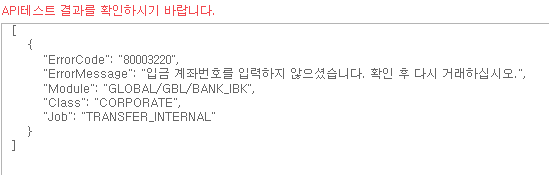 API테스트 결과를 확인하시기 바랍니다.
[
{
"ErrorCode": "80003220",
"ErrorMessage": "입금 계좌번호를 입력하지 않으셨습니다. 확인 후 다시 거래하십시오.",
"Module": "GLOBAL/GBL/BANK_IBK",
"Class": "CORPORATE",
"Job": "TRANSFER_INTERNAL"
}
]